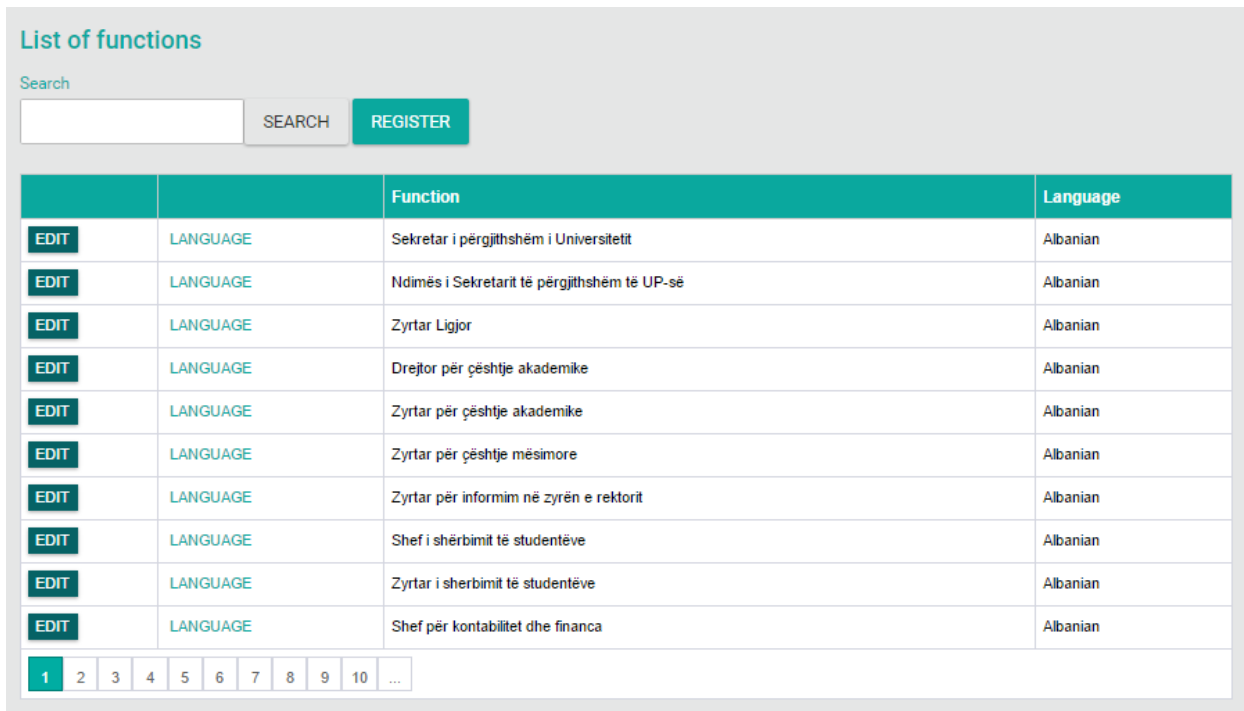 List of functions
Search
SEARCH REGISTER
Function Language
EDIT LANGUAGE Sekretar i përgjithshëm i Universitetit Albanian
EDIT LANGUAGE Ndimës i Sekretarit të përgjithshëm të UP-së Albanian
EDIT LANGUAGE Zyrtar Ligjor Albanian
EDIT LANGUAGE Drejtor për çështje akademike Albanian
EDIT LANGUAGE Zyrtar për çështje akademike Albanian
EDIT LANGUAGE Zyrtar për çështje mësimore Albanian
EDIT LANGUAGE Zyrtar për informim në zyrën e rektorit Albanian
EDIT LANGUAGE Shef i shërbimit të studentëve Albanian
EDIT LANGUAGE Zyrtar i sherbimit të studentëve Albanian
EDIT LANGUAGE Shef për kontabilitet dhe financa Albanian
1 2 3 4 5 6 7 8 9 10 ...